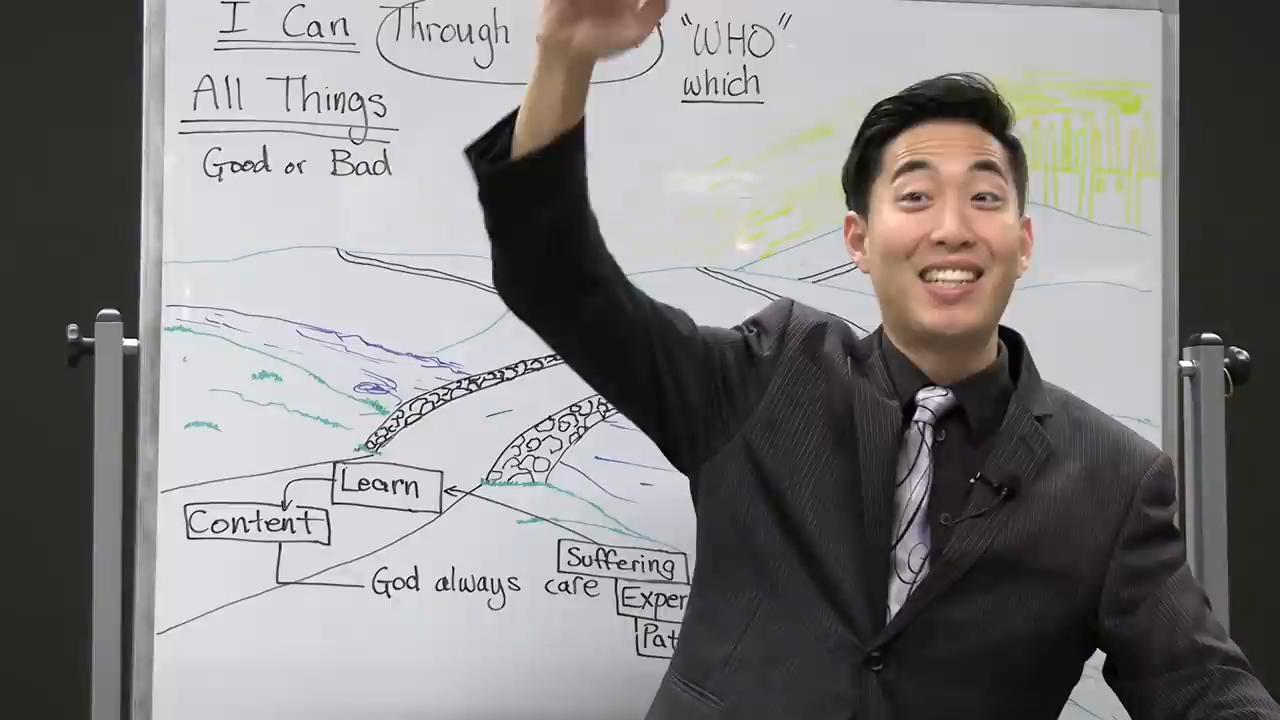 I Can Through "WHO"
All Things which
Good or Bad
Learn
Content
Suffering
God always care